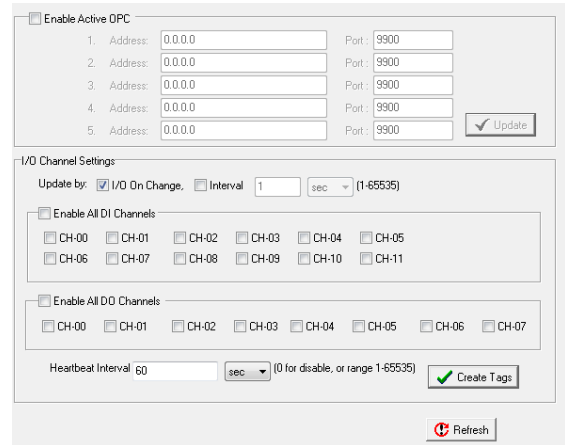 Enable Active OPC
1. Address: 0.0.0.0 Port : 9900
2. Address: 0.0.0.0 Port : 9900
3. Address: 0.0.0.0 Port : 9900
4. Address: 0.0.0.0 Port : 9900
5. Address: 0.0.0.0 Port : 9900
Update
I/O Channel Settings
Update by: I/O On Change, Interval 1 sec (1-65535)
Enable All DI Channels
CH-00 CH-01 CH-02 CH-03 CH-04 CH-05
CH-06 CH-07 CH-08 CH-09 CH-10 CH-11
Enable All DO Channels
CH-00 CH-01 CH-02 CH-03 CH-04 CH-05 CH-06 CH-07
Heartbeat Interval 60 sec (0 for disable, or range 1-65535)
Create Tags
Refresh